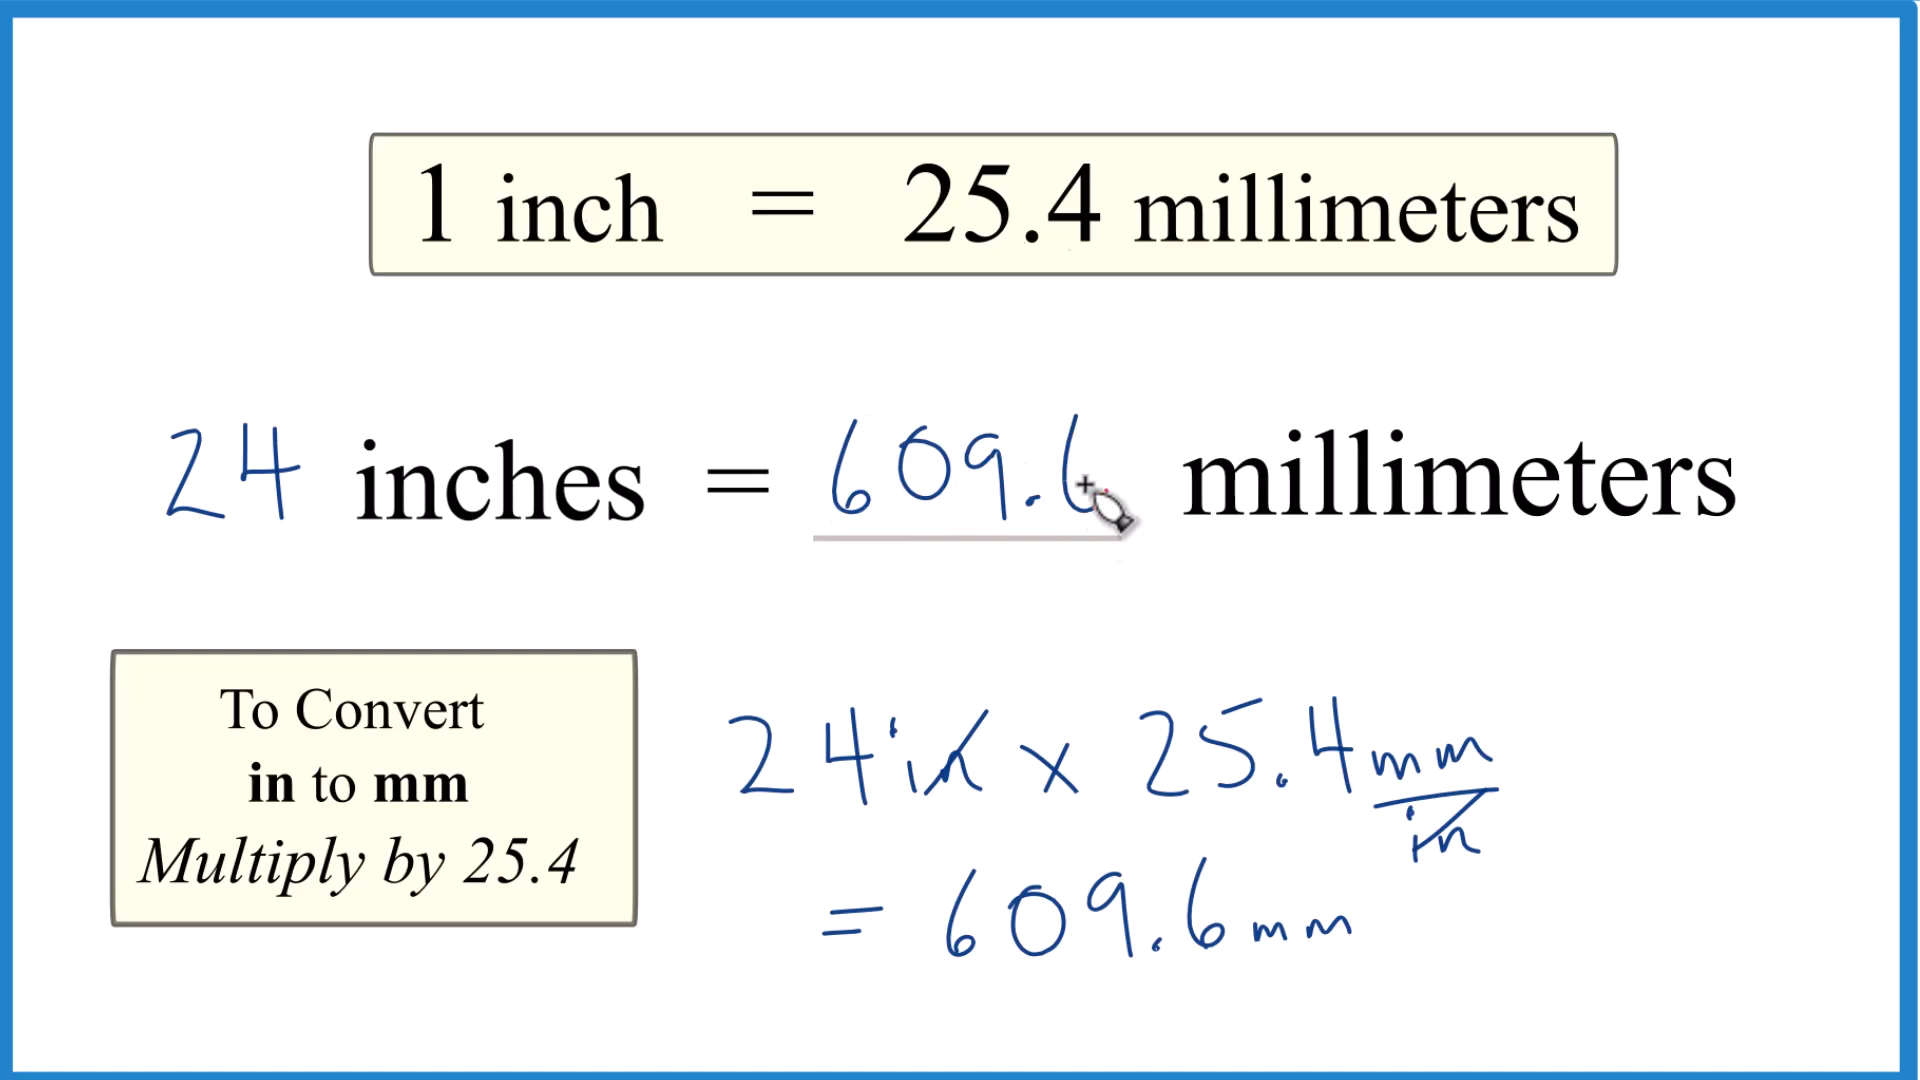 1 inch = 25.4 millimeters
24 inches = 609.6 millimeters
To Convert
in to mm
Multiply by 25.4
24 in x 25.4 mm/in
= 609.6 mm